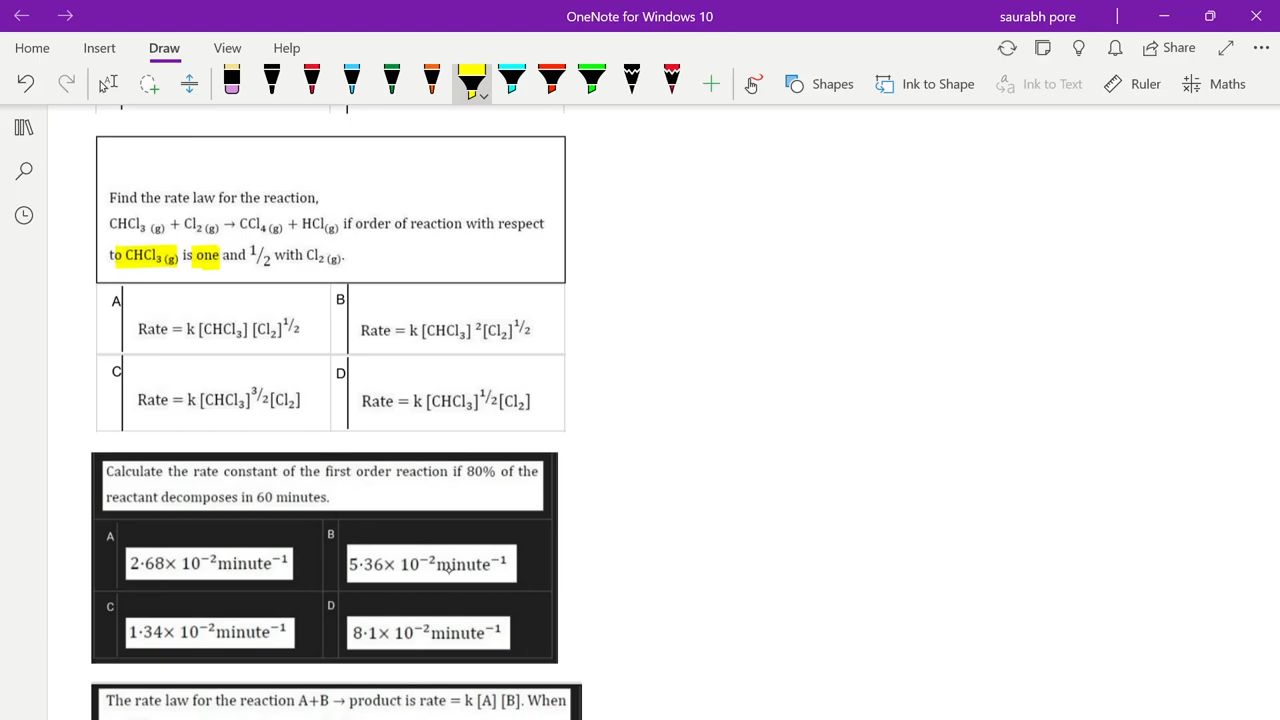 OneNote for Windows 10
saurabh pore
Home Insert Draw View Help
Share
Shapes Ink to Shape Ink to Text Ruler Maths
Find the rate law for the reaction,
CHCl₃ (g) + Cl₂ (g) → CCl₄ (g) + HCl(g) if order of reaction with respect
to CHCl₃ (g) is one and 1/2 with Cl₂ (g).
A
Rate = k [CHCl₃] [Cl₂]^1/2
B
Rate = k [CHCl₃] ²[Cl₂]^1/2
C
Rate = k [CHCl₃]^3/2[Cl₂]
D
Rate = k [CHCl₃]^1/2[Cl₂]
Calculate the rate constant of the first order reaction if 80% of the
reactant decomposes in 60 minutes.
A
2·68× 10⁻²minute⁻¹
B
5·36× 10⁻²minute⁻¹
C
1·34× 10⁻²minute⁻¹
D
8·1× 10⁻²minute⁻¹
The rate law for the reaction A+B → product is rate = k [A] [B]. When